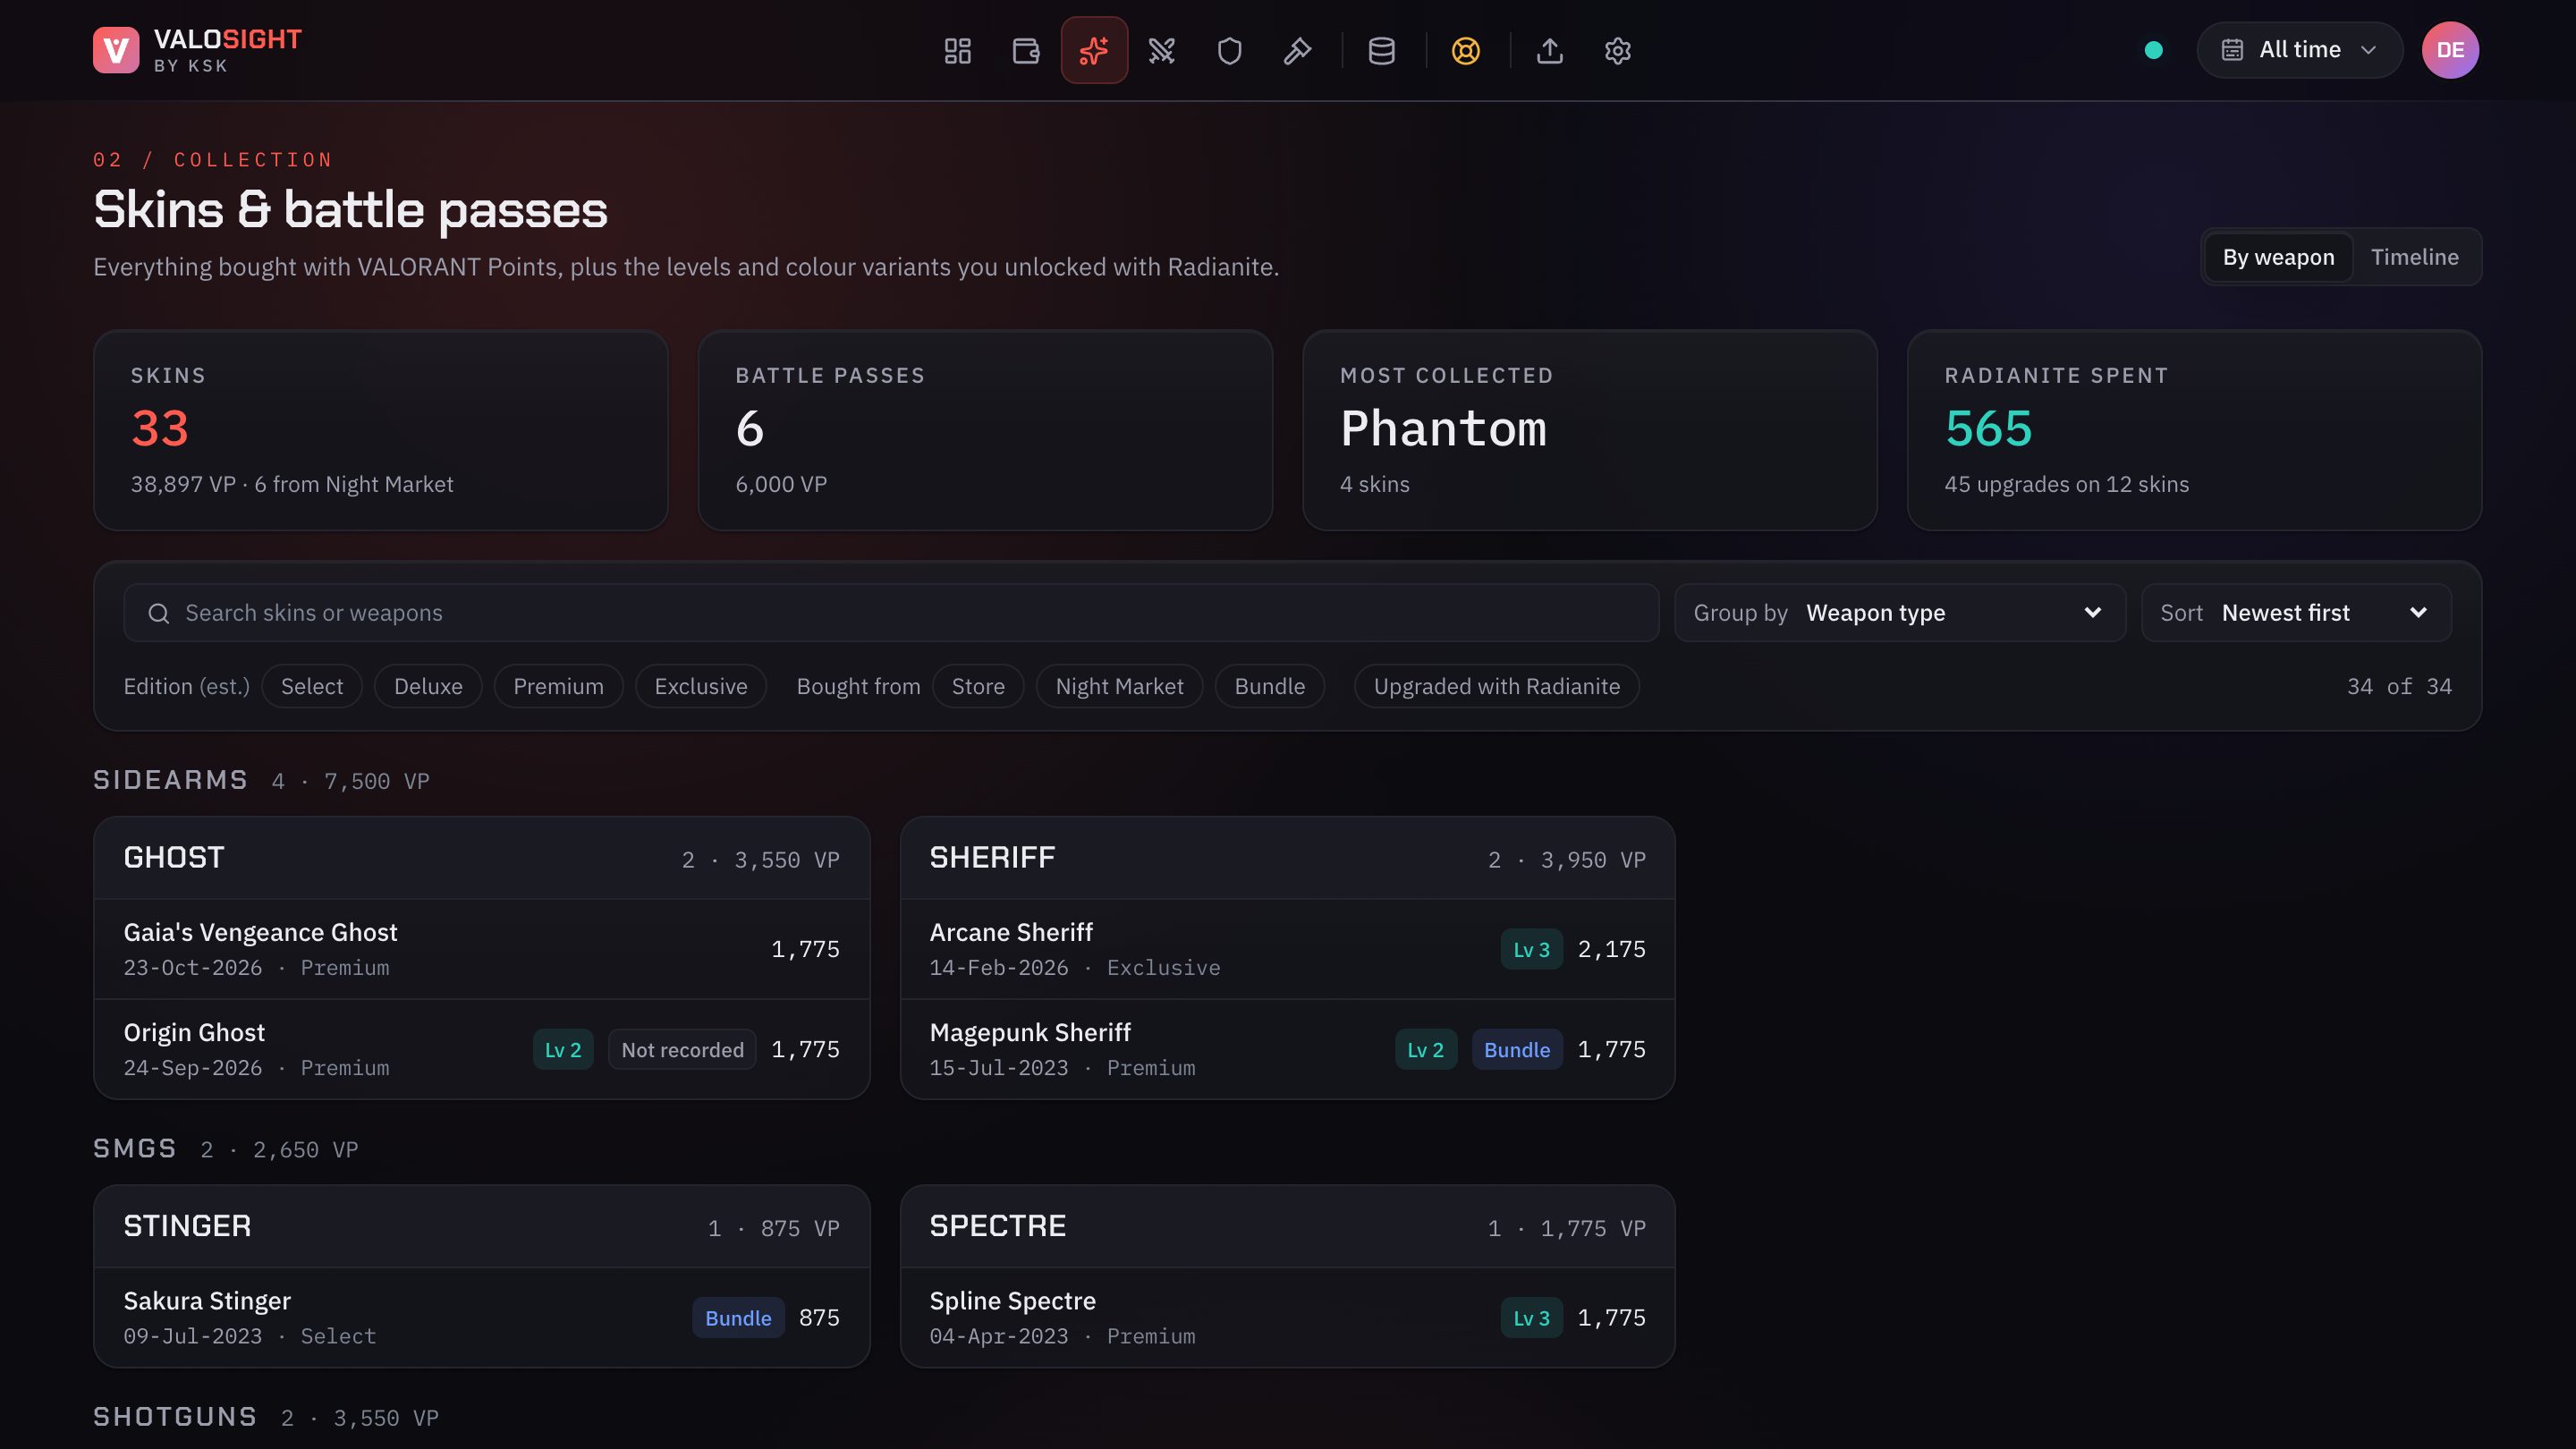 VALOSIGHT
BY KSK
All time
DE
02 / COLLECTION
Skins & battle passes
Everything bought with VALORANT Points, plus the levels and colour variants you unlocked with Radianite.
By weapon
Timeline
SKINS
33
38,897 VP · 6 from Night Market
BATTLE PASSES
6
6,000 VP
MOST COLLECTED
Phantom
4 skins
RADIANITE SPENT
565
45 upgrades on 12 skins
Search skins or weapons
Group by Weapon type
Sort Newest first
Edition (est.) Select Deluxe Premium Exclusive Bought from Store Night Market Bundle Upgraded with Radianite 34 of 34
SIDEARMS 4 · 7,500 VP
GHOST 2 · 3,550 VP
Gaia's Vengeance Ghost
23-Oct-2026 · Premium
1,775
Origin Ghost
24-Sep-2026 · Premium
Lv 2 Not recorded 1,775
SHERIFF 2 · 3,950 VP
Arcane Sheriff
14-Feb-2026 · Exclusive
Lv 3 2,175
Magepunk Sheriff
15-Jul-2023 · Premium
Lv 2 Bundle 1,775
SMGS 2 · 2,650 VP
STINGER 1 · 875 VP
Sakura Stinger
09-Jul-2023 · Select
Bundle 875
SPECTRE 1 · 1,775 VP
Spline Spectre
04-Apr-2023 · Premium
Lv 3 1,775
SHOTGUNS 2 · 3,550 VP